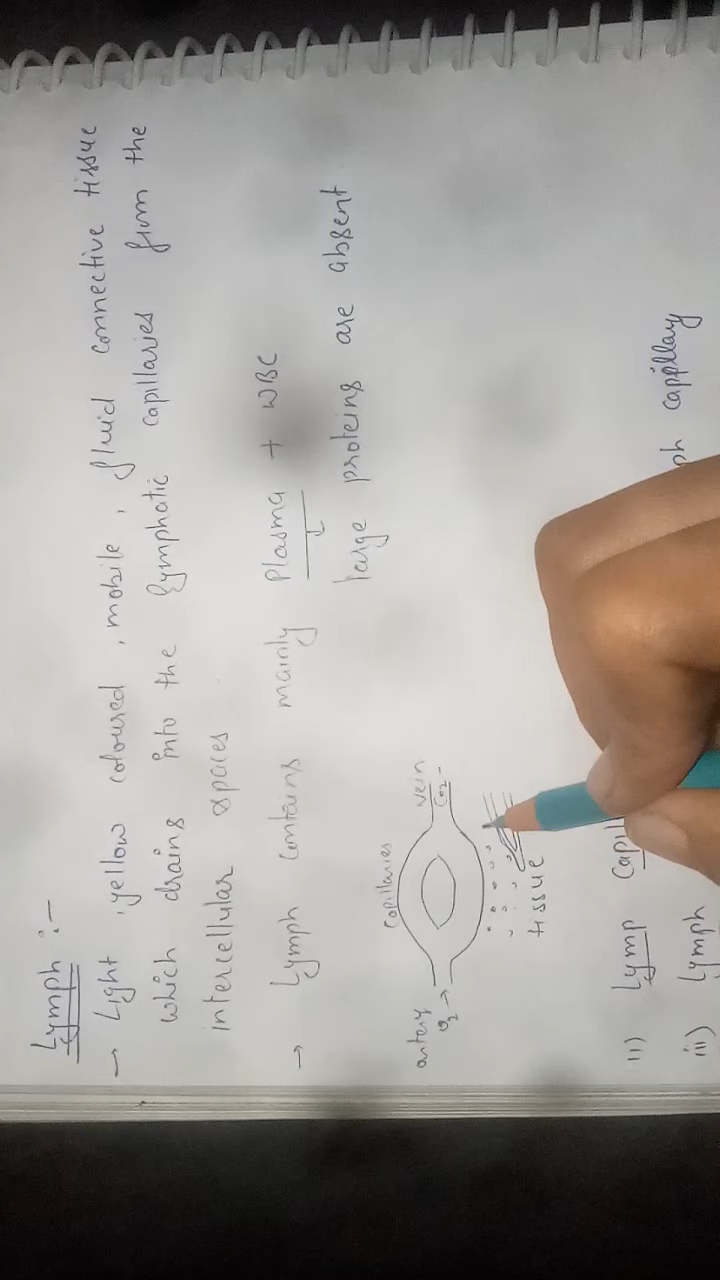 Lymph :-
→ Light, yellow coloured, mobile, fluid connective tissue
which drains into the lymphatic capillaries from the
intercellular spaces
→ Lymph contains mainly Plasma + WBC
large proteins are absent.
capillaries
artery
O2 →
vein
CO2 -
tissue
ii) Lymp capil
ph capillay
iii) Lymph